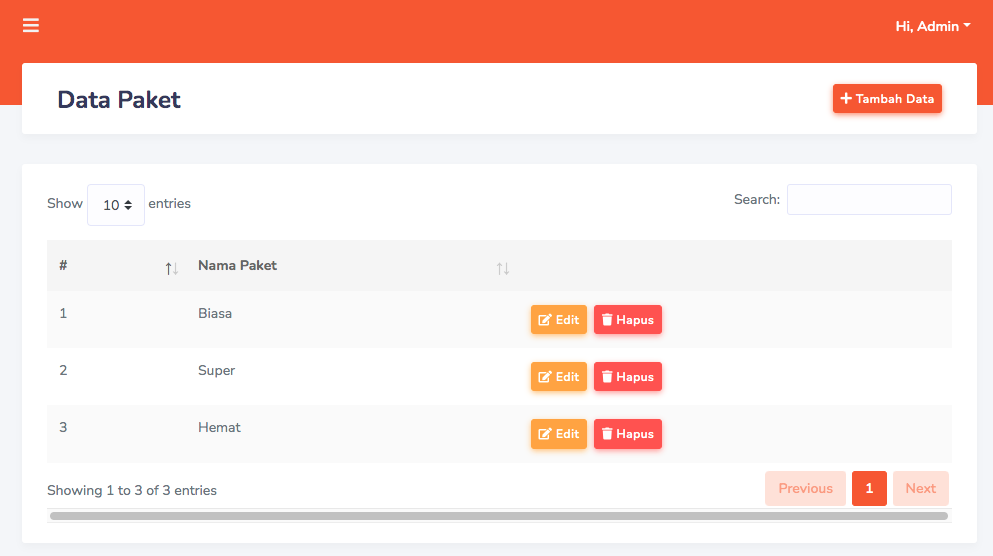 Hi, Admin
Data Paket
Tambah Data
Show 10 entries
Search:
# Nama Paket
1 Biasa Edit Hapus
2 Super Edit Hapus
3 Hemat Edit Hapus
Showing 1 to 3 of 3 entries
Previous 1 Next